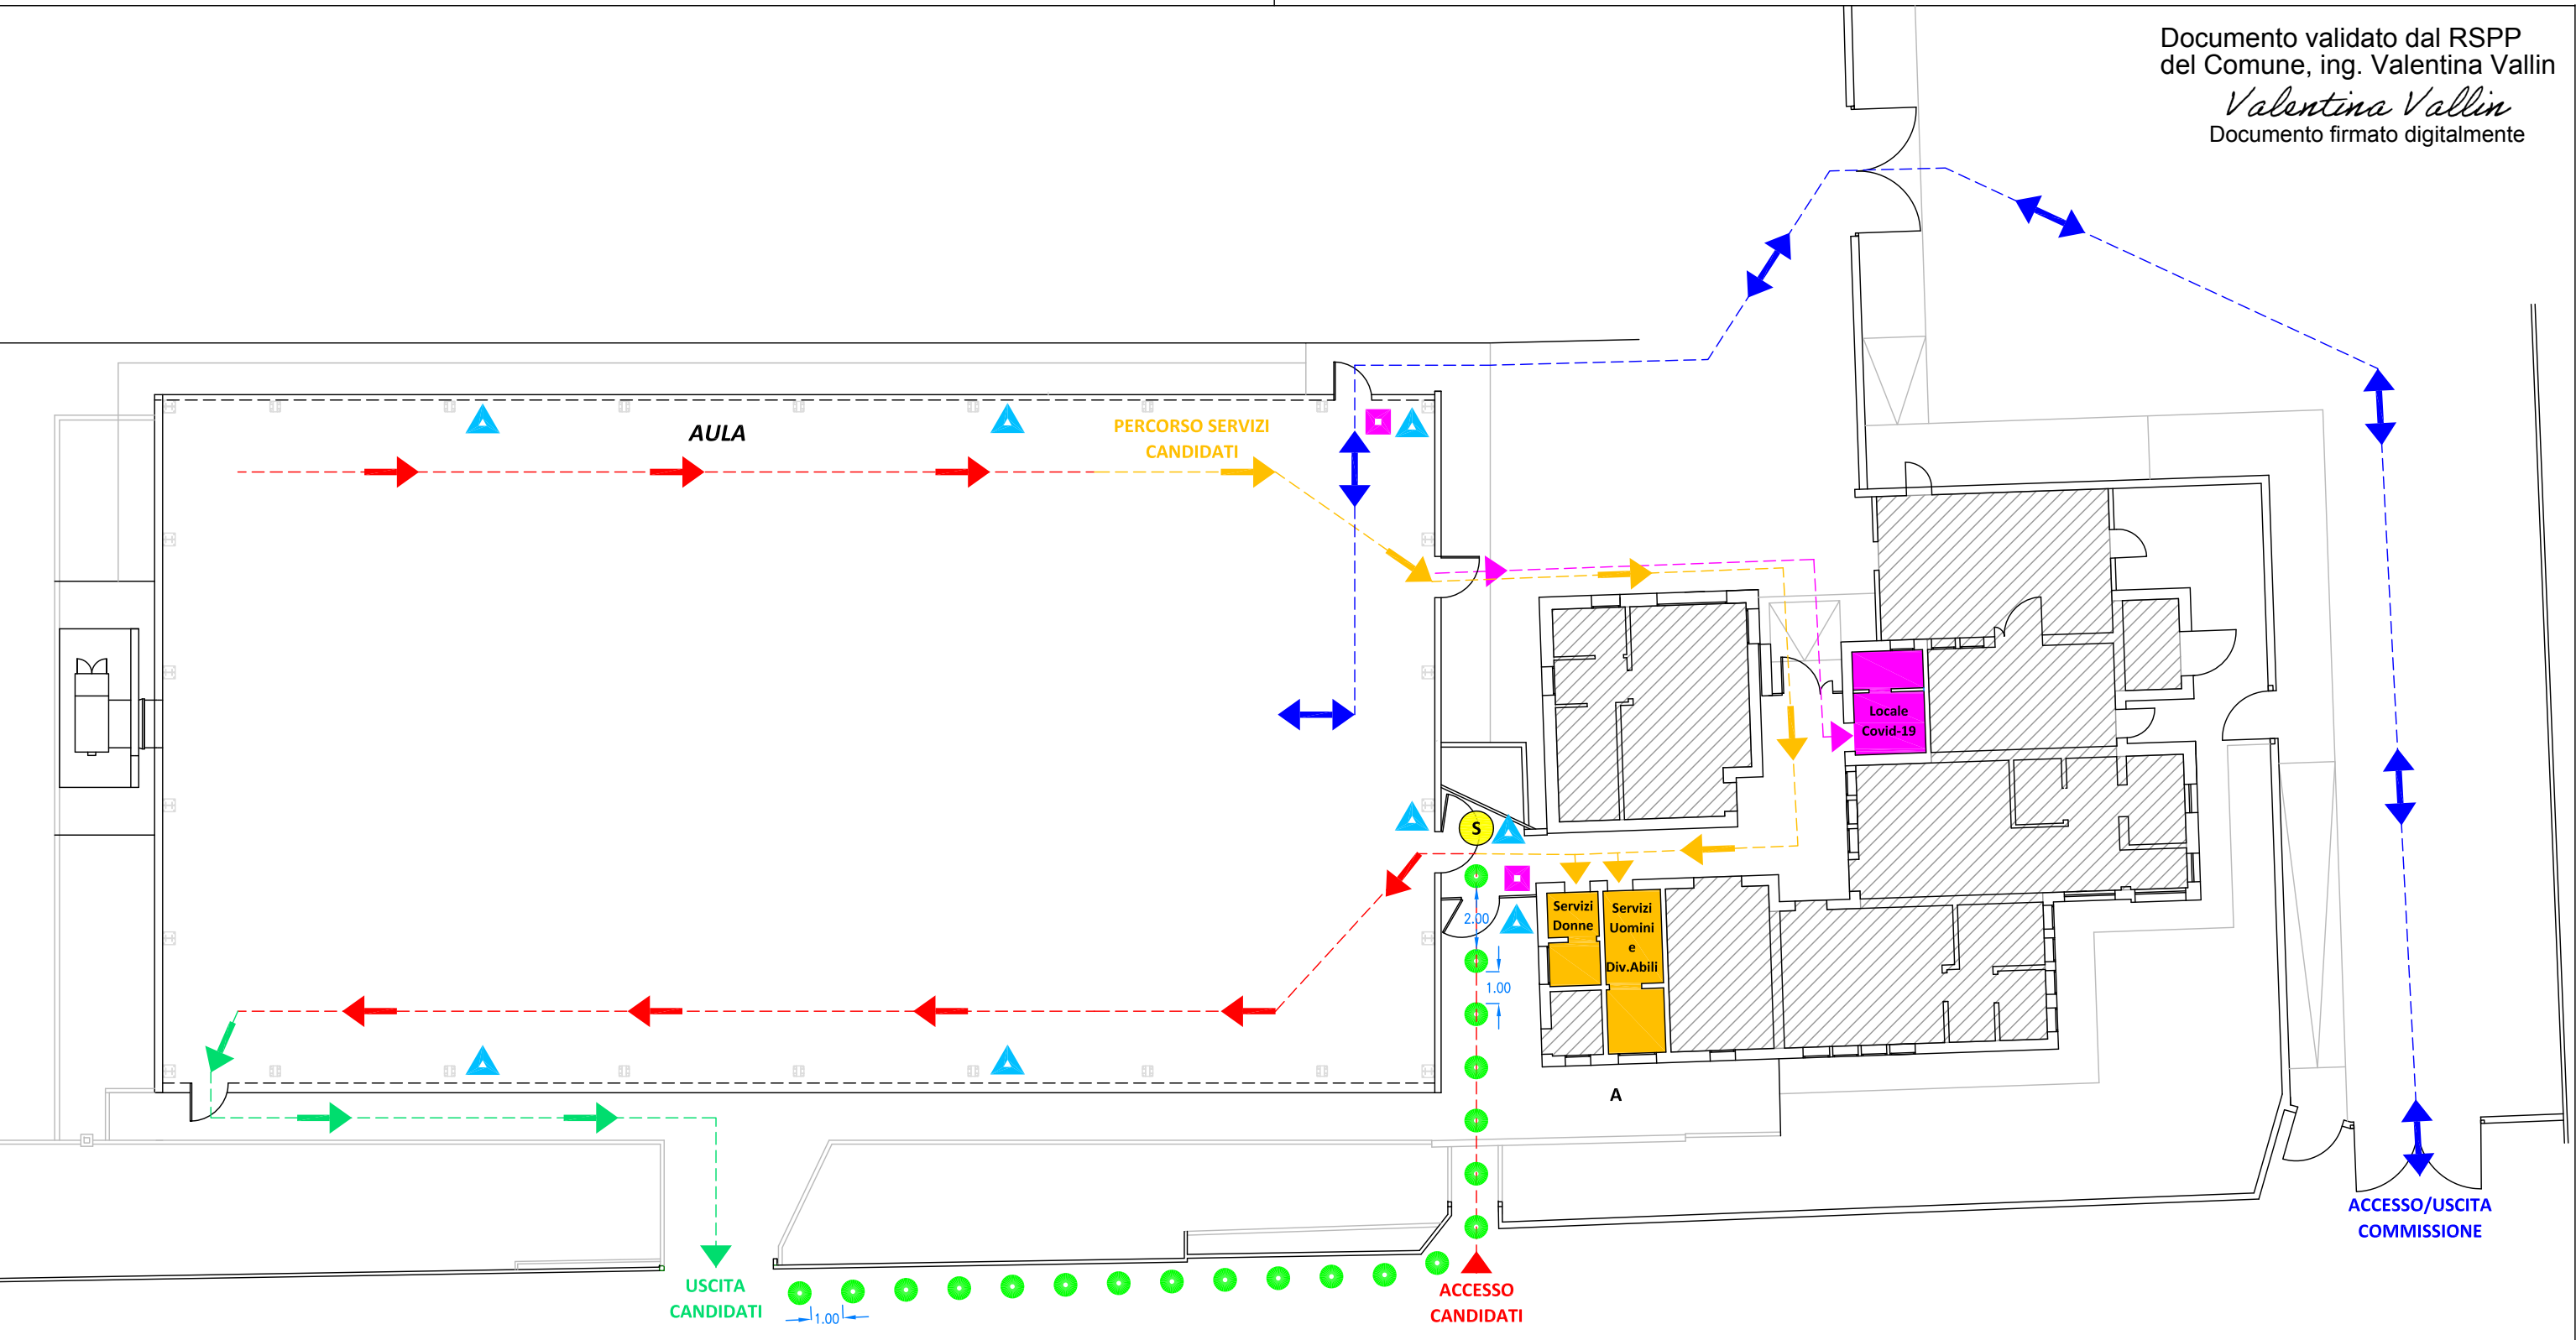 Documento validato dal RSPP
del Comune, ing. Valentina Vallin
Valentina Vallin
Documento firmato digitalmente
AULA
PERCORSO SERVIZI
CANDIDATI
Locale
Covid-19
S
2.00
1.00
Servizi
Donne
Servizi
Uomini
e
Div.Abili
A
ACCESSO/USCITA
COMMISSIONE
USCITA
CANDIDATI
1.00
ACCESSO
CANDIDATI